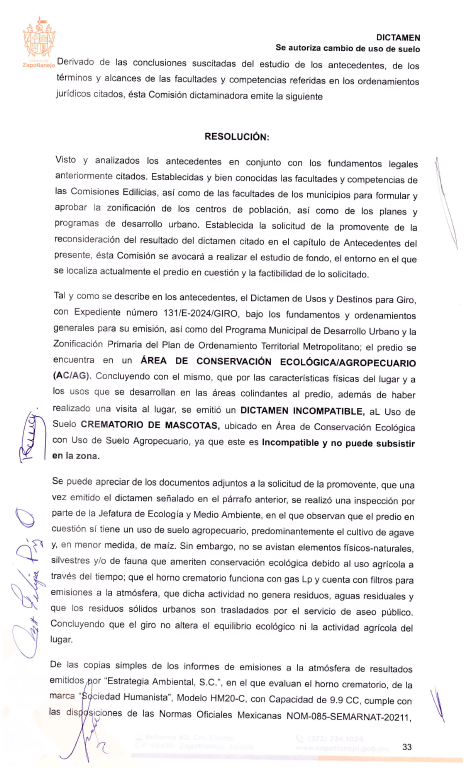 Zapotlanejo
DICTAMEN
Se autoriza cambio de uso de suelo
Derivado de las conclusiones suscitadas del estudio de los antecedentes, de los
términos y alcances de las facultades y competencias referidas en los ordenamientos
jurídicos citados, ésta Comisión dictaminadora emite la siguiente
RESOLUCIÓN:
Visto y analizados los antecedentes en conjunto con los fundamentos legales
anteriormente citados. Establecidas y bien conocidas las facultades y competencias de
las Comisiones Edilicias, así como de las facultades de los municipios para formular y
aprobar la zonificación de los centros de población, así como de los planes y
programas de desarrollo urbano. Establecida la solicitud de la promovente de la
reconsideración del resultado del dictamen citado en el capítulo de Antecedentes del
presente, ésta Comisión se avocará a realizar el estudio de fondo, el entorno en el que
se localiza actualmente el predio en cuestión y la factibilidad de lo solicitado.
Tal y como se describe en los antecedentes, el Dictamen de Usos y Destinos para Giro,
con Expediente número 131/E-2024/GIRO, bajo los fundamentos y ordenamientos
generales para su emisión, así como del Programa Municipal de Desarrollo Urbano y la
Zonificación Primaria del Plan de Ordenamiento Territorial Metropolitano; el predio se
encuentra en un ÁREA DE CONSERVACIÓN ECOLÓGICA/AGROPECUARIO
(AC/AG). Concluyendo con el mismo, que por las características físicas del lugar y a
los usos que se desarrollan en las áreas colindantes al predio, además de haber
realizado una visita al lugar, se emitió un DICTAMEN INCOMPATIBLE, aL Uso de
Suelo CREMATORIO DE MASCOTAS, ubicado en Área de Conservación Ecológica
con Uso de Suelo Agropecuario, ya que este es Incompatible y no puede subsistir
en la zona.
Se puede apreciar de los documentos adjuntos a la solicitud de la promovente, que una
vez emitido el dictamen señalado en el párrafo anterior, se realizó una inspección por
parte de la Jefatura de Ecología y Medio Ambiente, en el que observan que el predio en
cuestión sí tiene un uso de suelo agropecuario, predominantemente el cultivo de agave
y, en menor medida, de maíz. Sin embargo, no se avistan elementos físicos-naturales,
silvestres y/o de fauna que ameriten conservación ecológica debido al uso agrícola a
través del tiempo; que el horno crematorio funciona con gas Lp y cuenta con filtros para
emisiones a la atmósfera, que dicha actividad no genera residuos, aguas residuales y
que los residuos sólidos urbanos son trasladados por el servicio de aseo público.
Concluyendo que el giro no altera el equilibrio ecológico ni la actividad agrícola del
lugar.
De las copias simples de los informes de emisiones a la atmósfera de resultados
emitidos por "Estrategia Ambiental, S.C.", en el que evaluan el horno crematorio, de la
marca "Sociedad Humanista", Modelo HM20-C, con Capacidad de 9.9 CC, cumple con
las disposiciones de las Normas Oficiales Mexicanas NOM-085-SEMARNAT-20211,
33